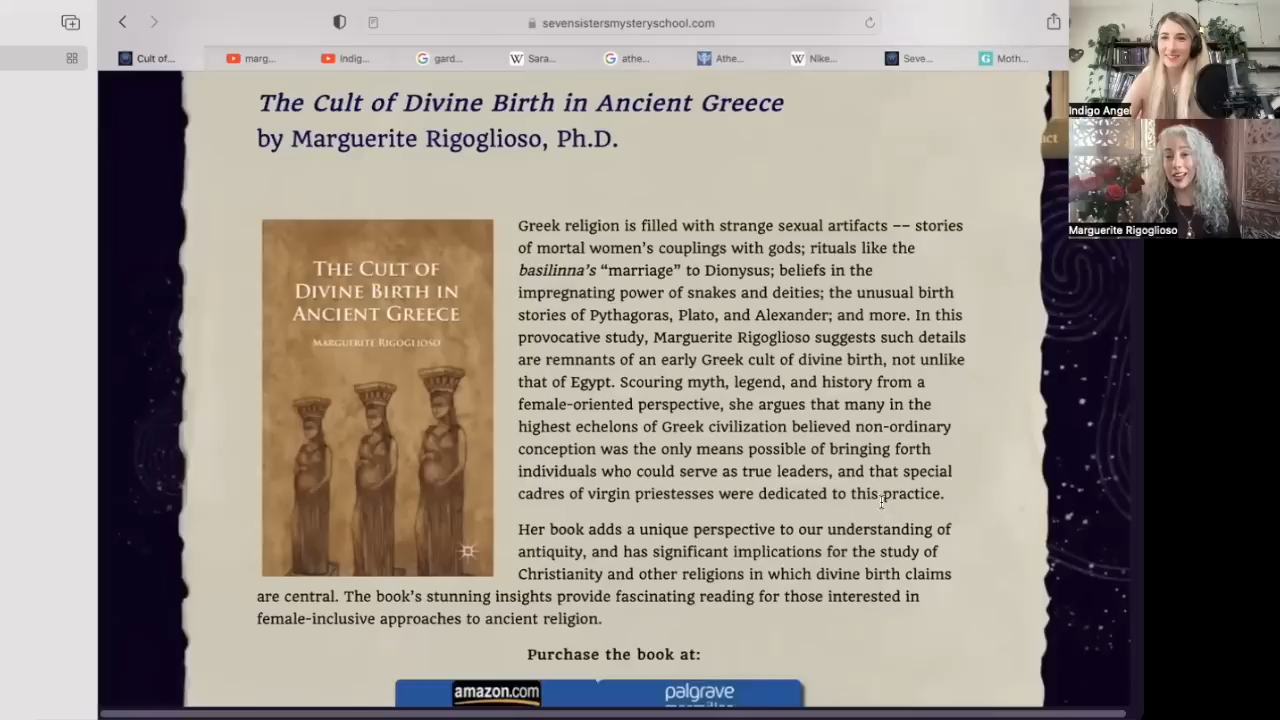 sevensistersmysteryschool.com
Cult of...
marg...
Indig...
gard...
Sara...
athe...
Athe...
Nike...
Seve...
Moth...
Indigo Angel
Marguerite Rigoglioso
The Cult of Divine Birth in Ancient Greece
by Marguerite Rigoglioso, Ph.D.
THE CULT OF
DIVINE BIRTH IN
ANCIENT GREECE
MARGUERITE RIGOGLIOSO
Greek religion is filled with strange sexual artifacts -- stories
of mortal women's couplings with gods; rituals like the
basilinna's "marriage" to Dionysus; beliefs in the
impregnating power of snakes and deities; the unusual birth
stories of Pythagoras, Plato, and Alexander; and more. In this
provocative study, Marguerite Rigoglioso suggests such details
are remnants of an early Greek cult of divine birth, not unlike
that of Egypt. Scouring myth, legend, and history from a
female-oriented perspective, she argues that many in the
highest echelons of Greek civilization believed non-ordinary
conception was the only means possible of bringing forth
individuals who could serve as true leaders, and that special
cadres of virgin priestesses were dedicated to this practice.
Her book adds a unique perspective to our understanding of
antiquity, and has significant implications for the study of
Christianity and other religions in which divine birth claims
are central. The book's stunning insights provide fascinating reading for those interested in
female-inclusive approaches to ancient religion.
Purchase the book at:
amazon.com
palgrave